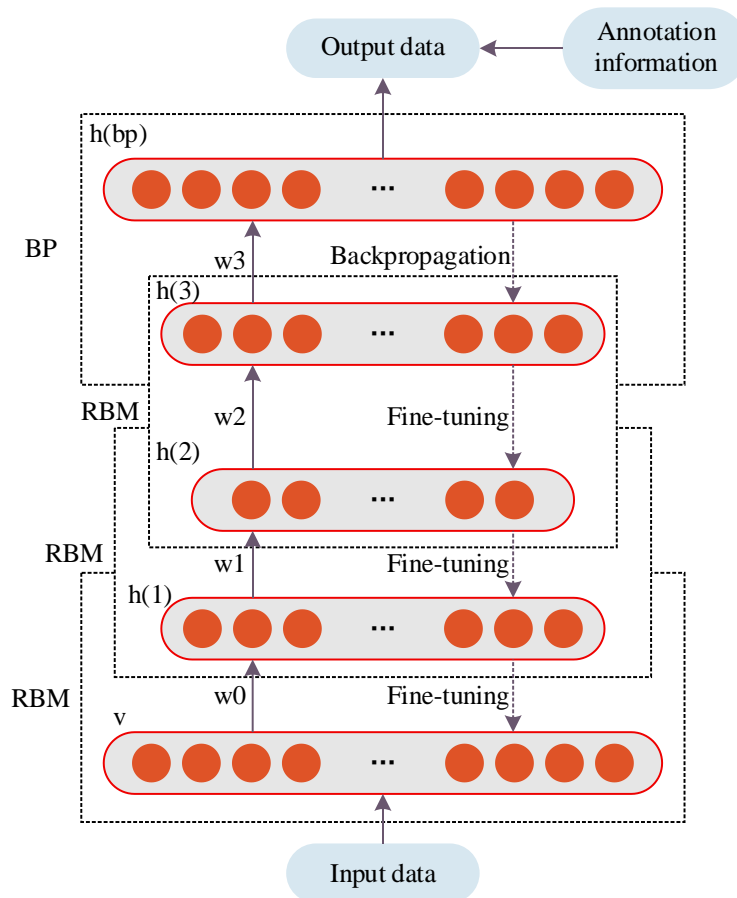 Output data
Annotation
information
h(bp)
...
BP
w3
Backpropagation
h(3)
...
RBM
w2
Fine-tuning
h(2)
...
RBM
w1
Fine-tuning
h(1)
...
RBM
w0
Fine-tuning
v
...
Input data